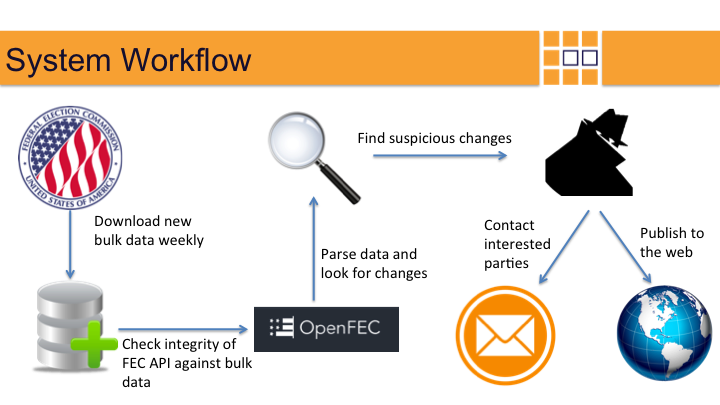 System Workflow
FEDERAL ELECTION COMMISSION
UNITED STATES OF AMERICA
Find suspicious changes
Download new
bulk data weekly
Contact
interested
parties
Publish to
the web
Parse data and
look for changes
OpenFEC
Check integrity of
FEC API against bulk
data